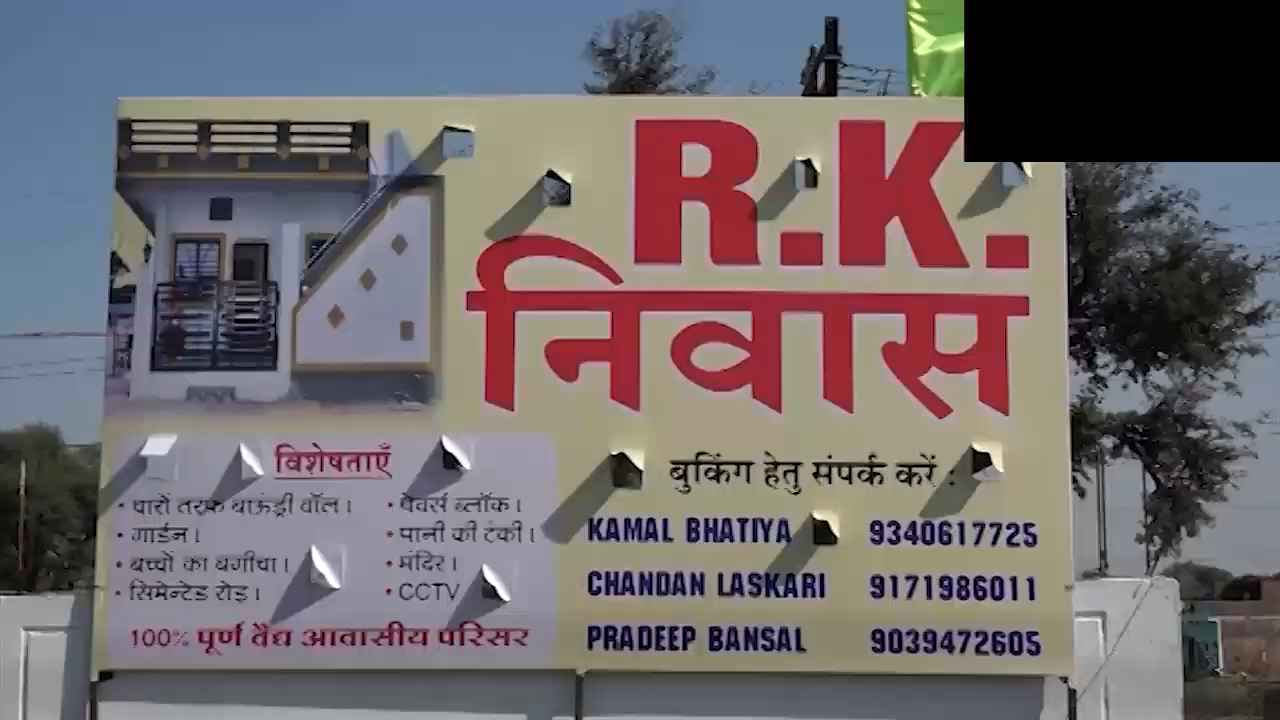 R.K.
निवास
विशेषताएँ
• चारों तरफ बाऊंड्री वॉल।
• गार्डन।
• बच्चों का बगीचा।
• सिमेन्टेड रोड़।
• पेवर्स ब्लॉक।
• पानी की टंकी।
• मंदिर।
• CCTV
100% पूर्ण वैध आवासीय परिसर
बुकिंग हेतु संपर्क करें :
KAMAL BHATIYA 9340617725
CHANDAN LASKARI 9171986011
PRADEEP BANSAL 9039472605